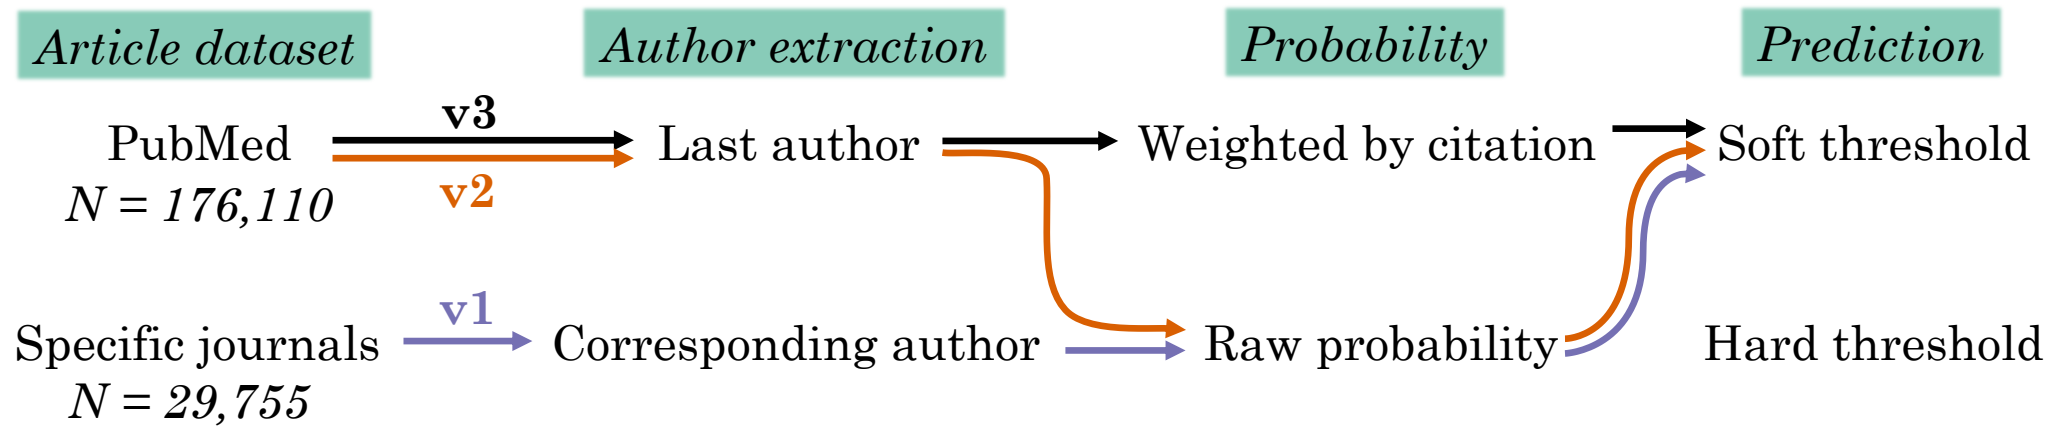 Article dataset
Author extraction
Probability
Prediction
v3
PubMed
Last author
Weighted by citation
Soft threshold
v2
N = 176,110
v1
Specific journals
Corresponding author
Raw probability
Hard threshold
N = 29,755